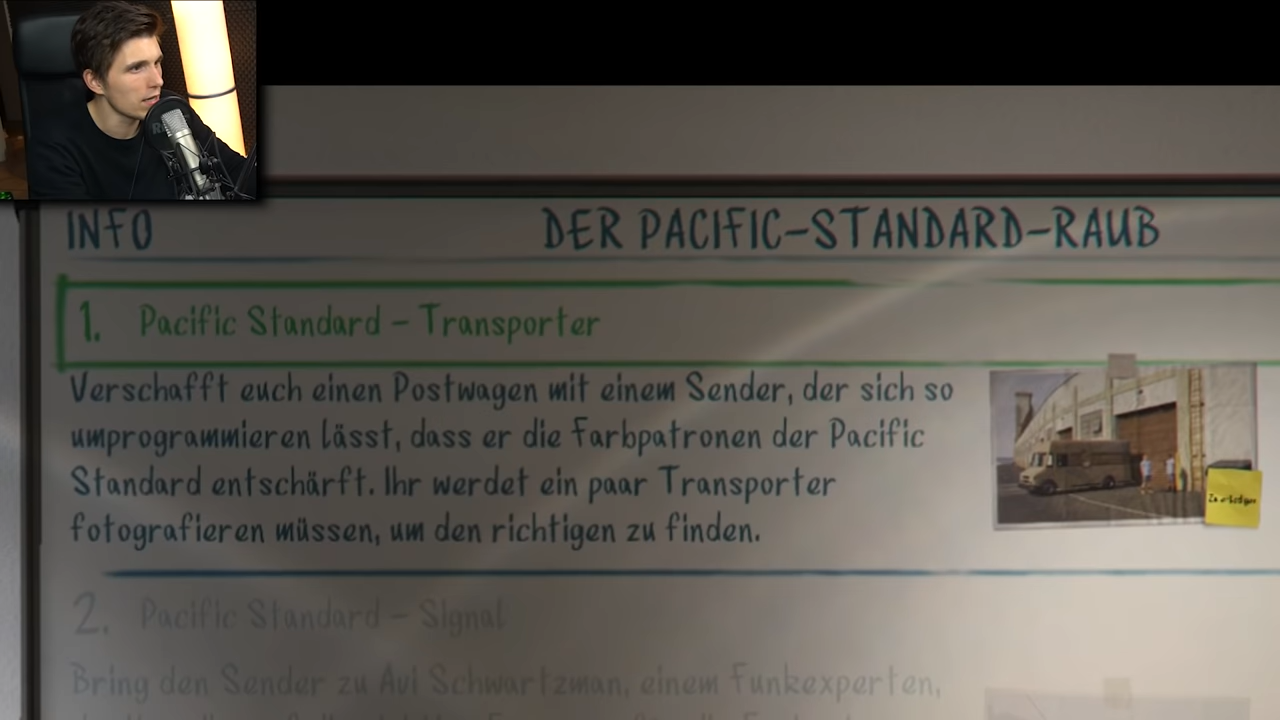 INFO
DER PACIFIC-STANDARD-RAUB
1. Pacific Standard - Transporter
Verschafft euch einen Postwagen mit einem Sender, der sich so
umprogrammieren lässt, dass er die Farbpatronen der Pacific
Standard entschärft. Ihr werdet ein paar Transporter
fotografieren müssen, um den richtigen zu finden.
2. Pacific Standard - Signal
Bring den Sender zu Avi Schwartzman, einem Funkexperten,